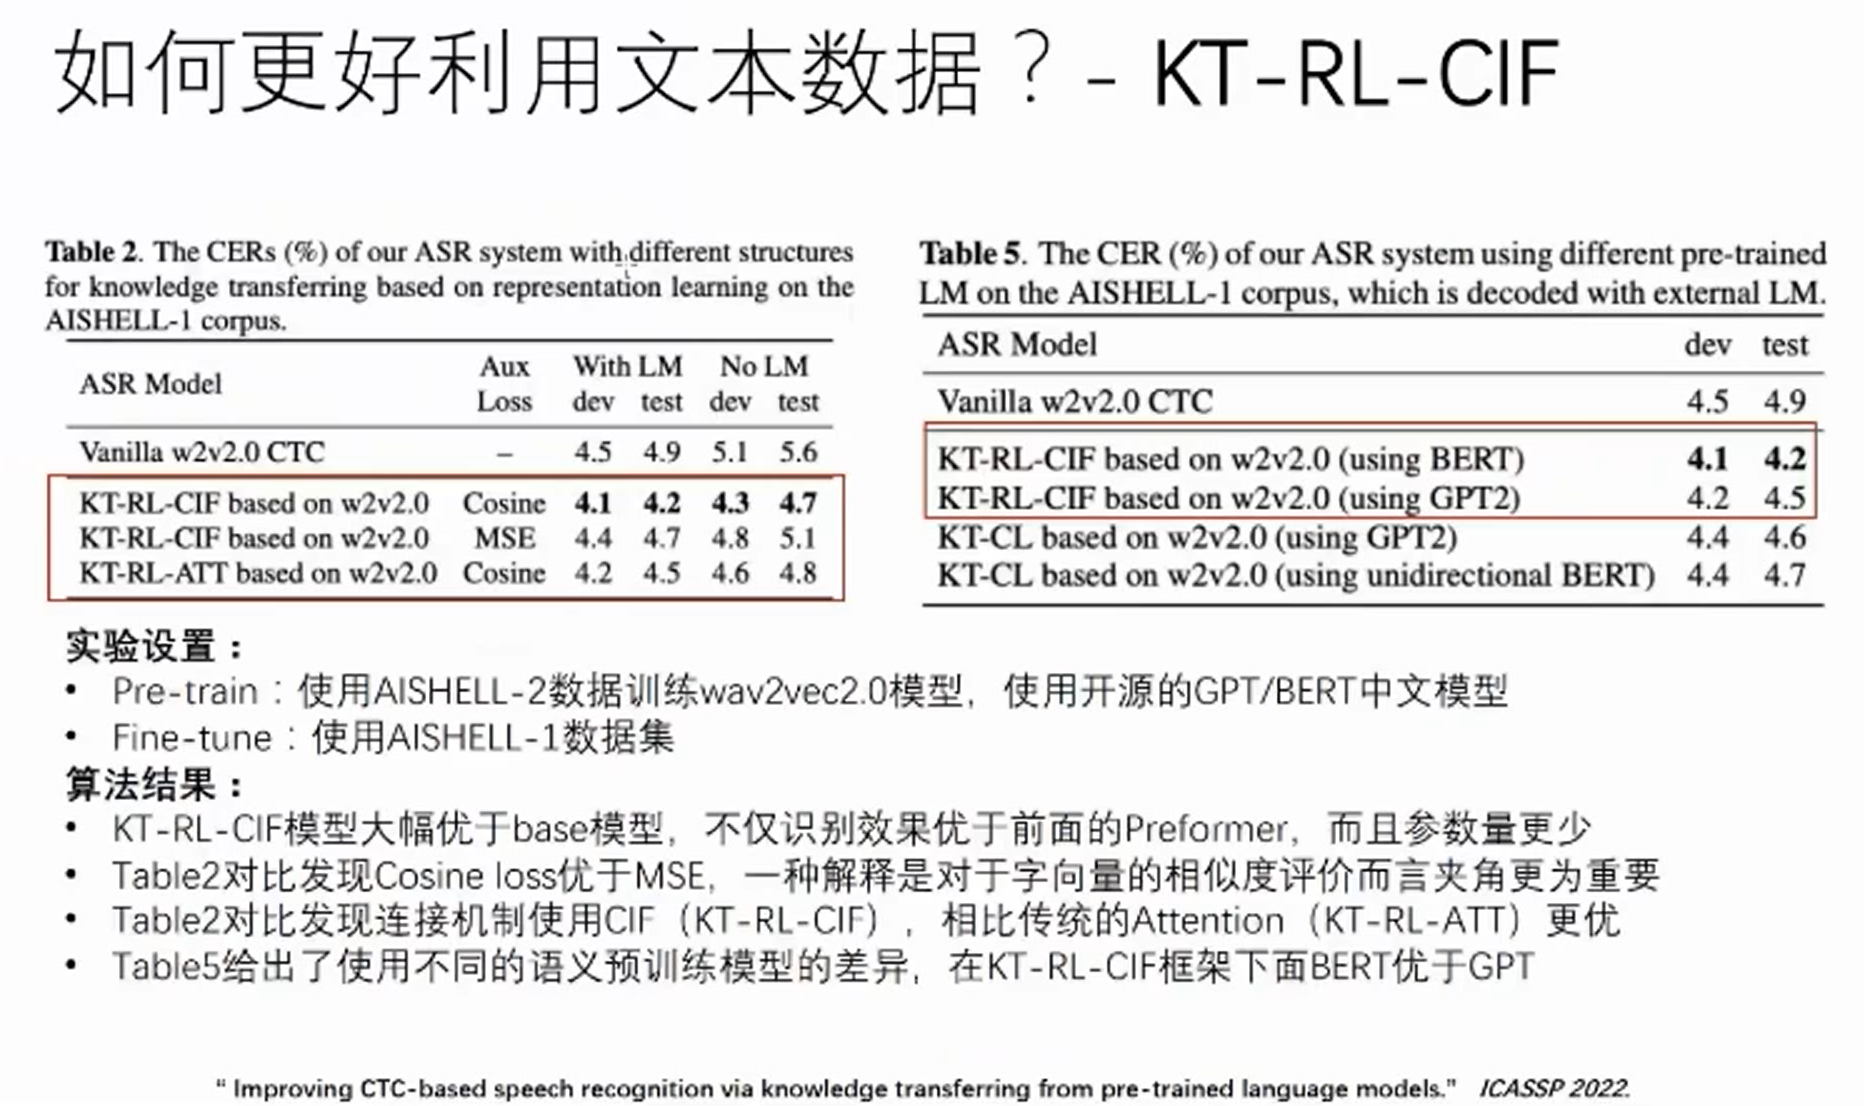 如何更好利用文本数据？- KT-RL-CIF
Table 2. The CERs (%) of our ASR system with different structures
for knowledge transferring based on representation learning on the
AISHELL-1 corpus.
ASR Model Aux Loss With LM dev test No LM dev test
Vanilla w2v2.0 CTC – 4.5 4.9 5.1 5.6
KT-RL-CIF based on w2v2.0 Cosine 4.1 4.2 4.3 4.7
KT-RL-CIF based on w2v2.0 MSE 4.4 4.7 4.8 5.1
KT-RL-ATT based on w2v2.0 Cosine 4.2 4.5 4.6 4.8
Table 5. The CER (%) of our ASR system using different pre-trained
LM on the AISHELL-1 corpus, which is decoded with external LM.
ASR Model dev test
Vanilla w2v2.0 CTC 4.5 4.9
KT-RL-CIF based on w2v2.0 (using BERT) 4.1 4.2
KT-RL-CIF based on w2v2.0 (using GPT2) 4.2 4.5
KT-CL based on w2v2.0 (using GPT2) 4.4 4.6
KT-CL based on w2v2.0 (using unidirectional BERT) 4.4 4.7
实验设置：
• Pre-train：使用AISHELL-2数据训练wav2vec2.0模型，使用开源的GPT/BERT中文模型
• Fine-tune：使用AISHELL-1数据集
算法结果：
• KT-RL-CIF模型大幅优于base模型，不仅识别效果优于前面的Preformer，而且参数量更少
• Table2对比发现Cosine loss优于MSE，一种解释是对于字向量的相似度评价而言夹角更为重要
• Table2对比发现连接机制使用CIF（KT-RL-CIF），相比传统的Attention（KT-RL-ATT）更优
• Table5给出了使用不同的语义预训练模型的差异，在KT-RL-CIF框架下面BERT优于GPT
“ Improving CTC-based speech recognition via knowledge transferring from pre-trained language models.” ICASSP 2022.